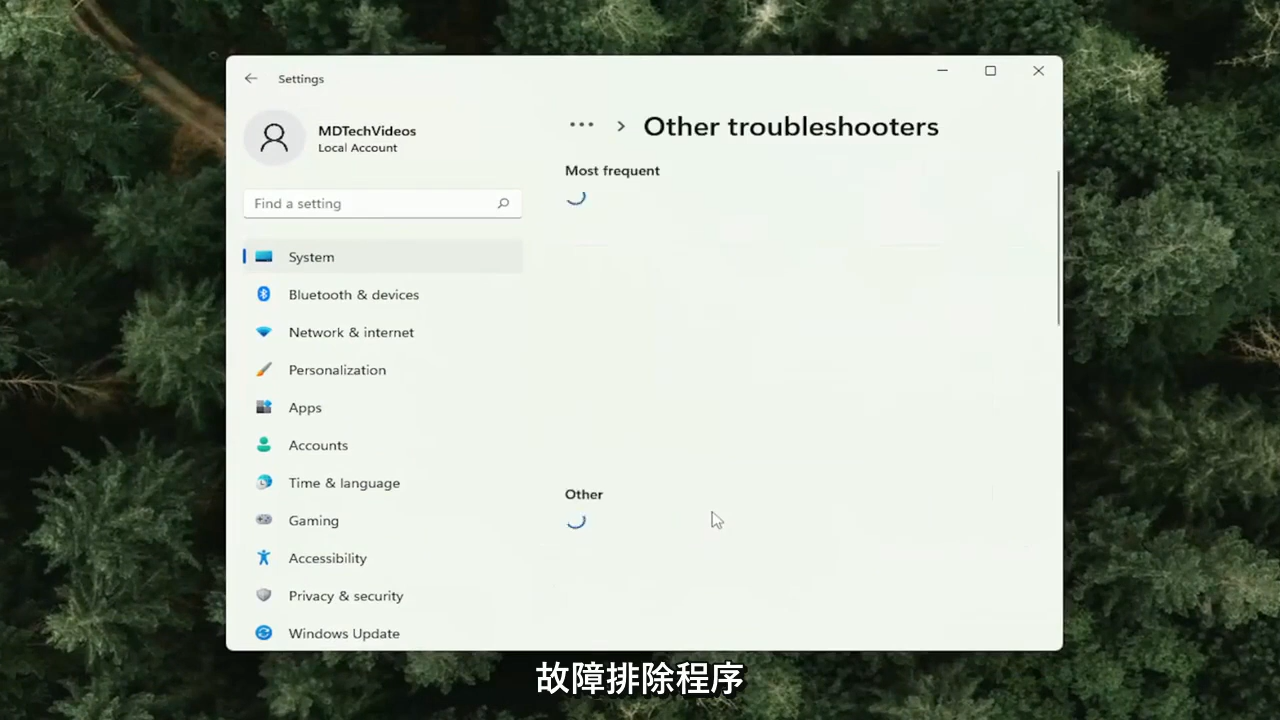 Settings
MDTechVideos
Local Account
Find a setting
System
Bluetooth & devices
Network & internet
Personalization
Apps
Accounts
Time & language
Gaming
Accessibility
Privacy & security
Windows Update
••• > Other troubleshooters
Most frequent
Other
故障排除程序